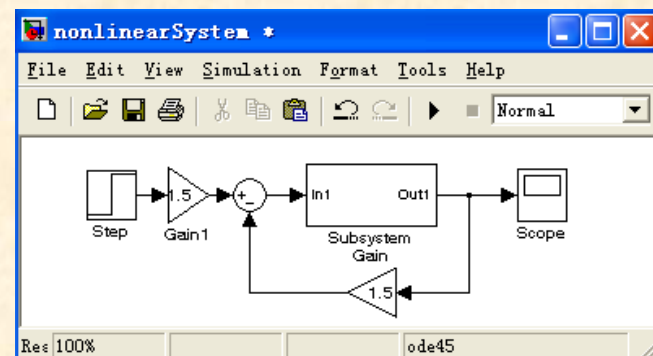 nonlinearSystem *
File Edit View Simulation Format Tools Help
Normal
1.5
+
-
In1 Out1
Step
Gain1
Subsystem
Scope
Gain
1.5
Res 100% ode45